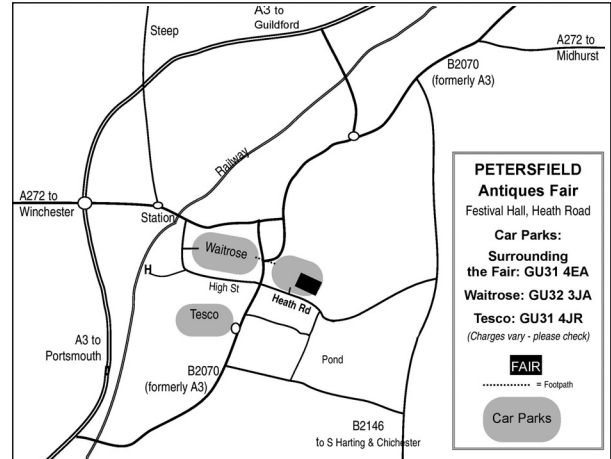 A3 to
Guildford
Steep
A272 to
Midhurst
B2070
(formerly A3)
Railway
A272 to
Winchester
Station
Waitrose
H
High St
Heath Rd
Tesco
A3 to
Portsmouth
Pond
B2070
(formerly A3)
B2146
to S Harting & Chichester
PETERSFIELD
Antiques Fair
Festival Hall, Heath Road
Car Parks:
Surrounding
the Fair: GU31 4EA
Waitrose: GU32 3JA
Tesco: GU31 4JR
(Charges vary - please check)
FAIR
= Footpath
Car Parks